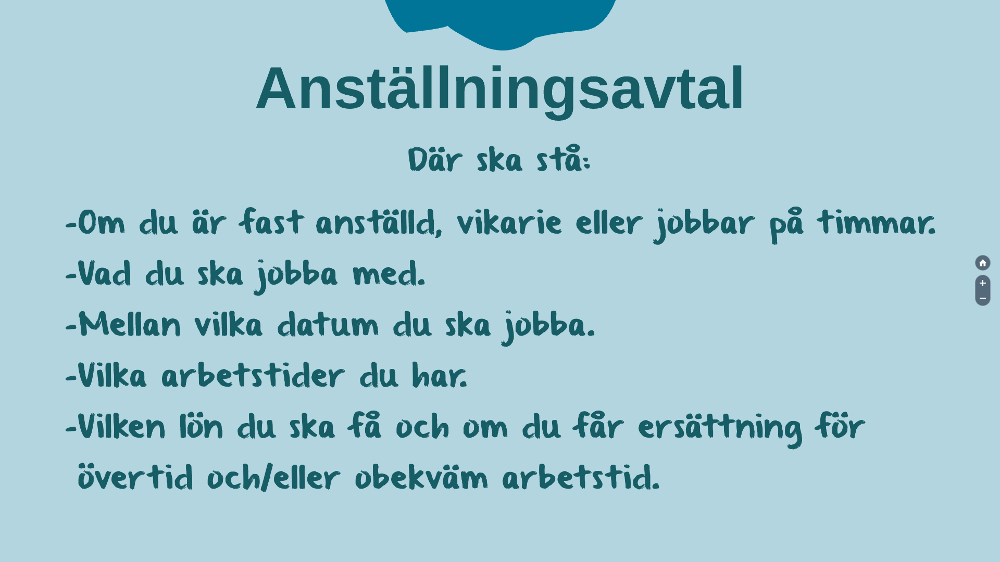 Anställningsavtal
Där ska stå:
-Om du är fast anställd, vikarie eller jobbar på timmar.
-Vad du ska jobba med.
-Mellan vilka datum du ska jobba.
-Vilka arbetstider du har.
-Vilken lön du ska få och om du får ersättning för
övertid och/eller obekväm arbetstid.